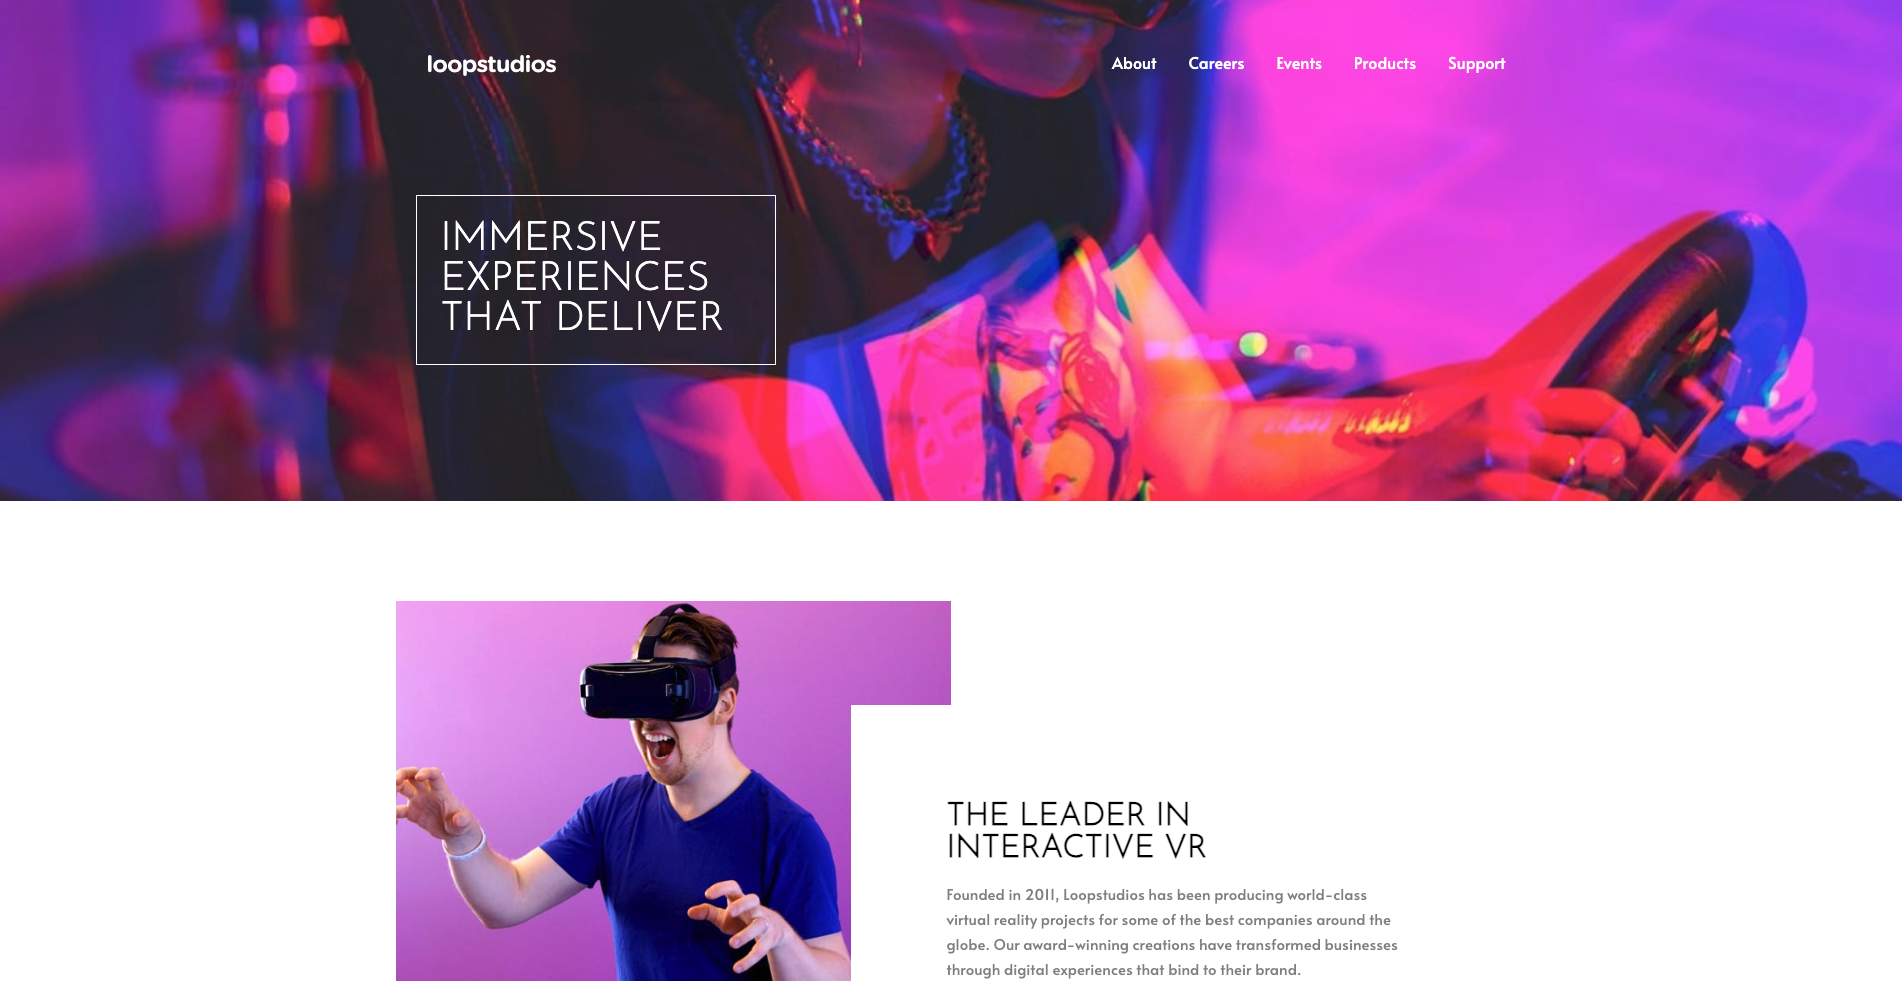 loopstudios
About Careers Events Products Support
IMMERSIVE
EXPERIENCES
THAT DELIVER
THE LEADER IN
INTERACTIVE VR
Founded in 2011, Loopstudios has been producing world-class
virtual reality projects for some of the best companies around the
globe. Our award-winning creations have transformed businesses
through digital experiences that bind to their brand.